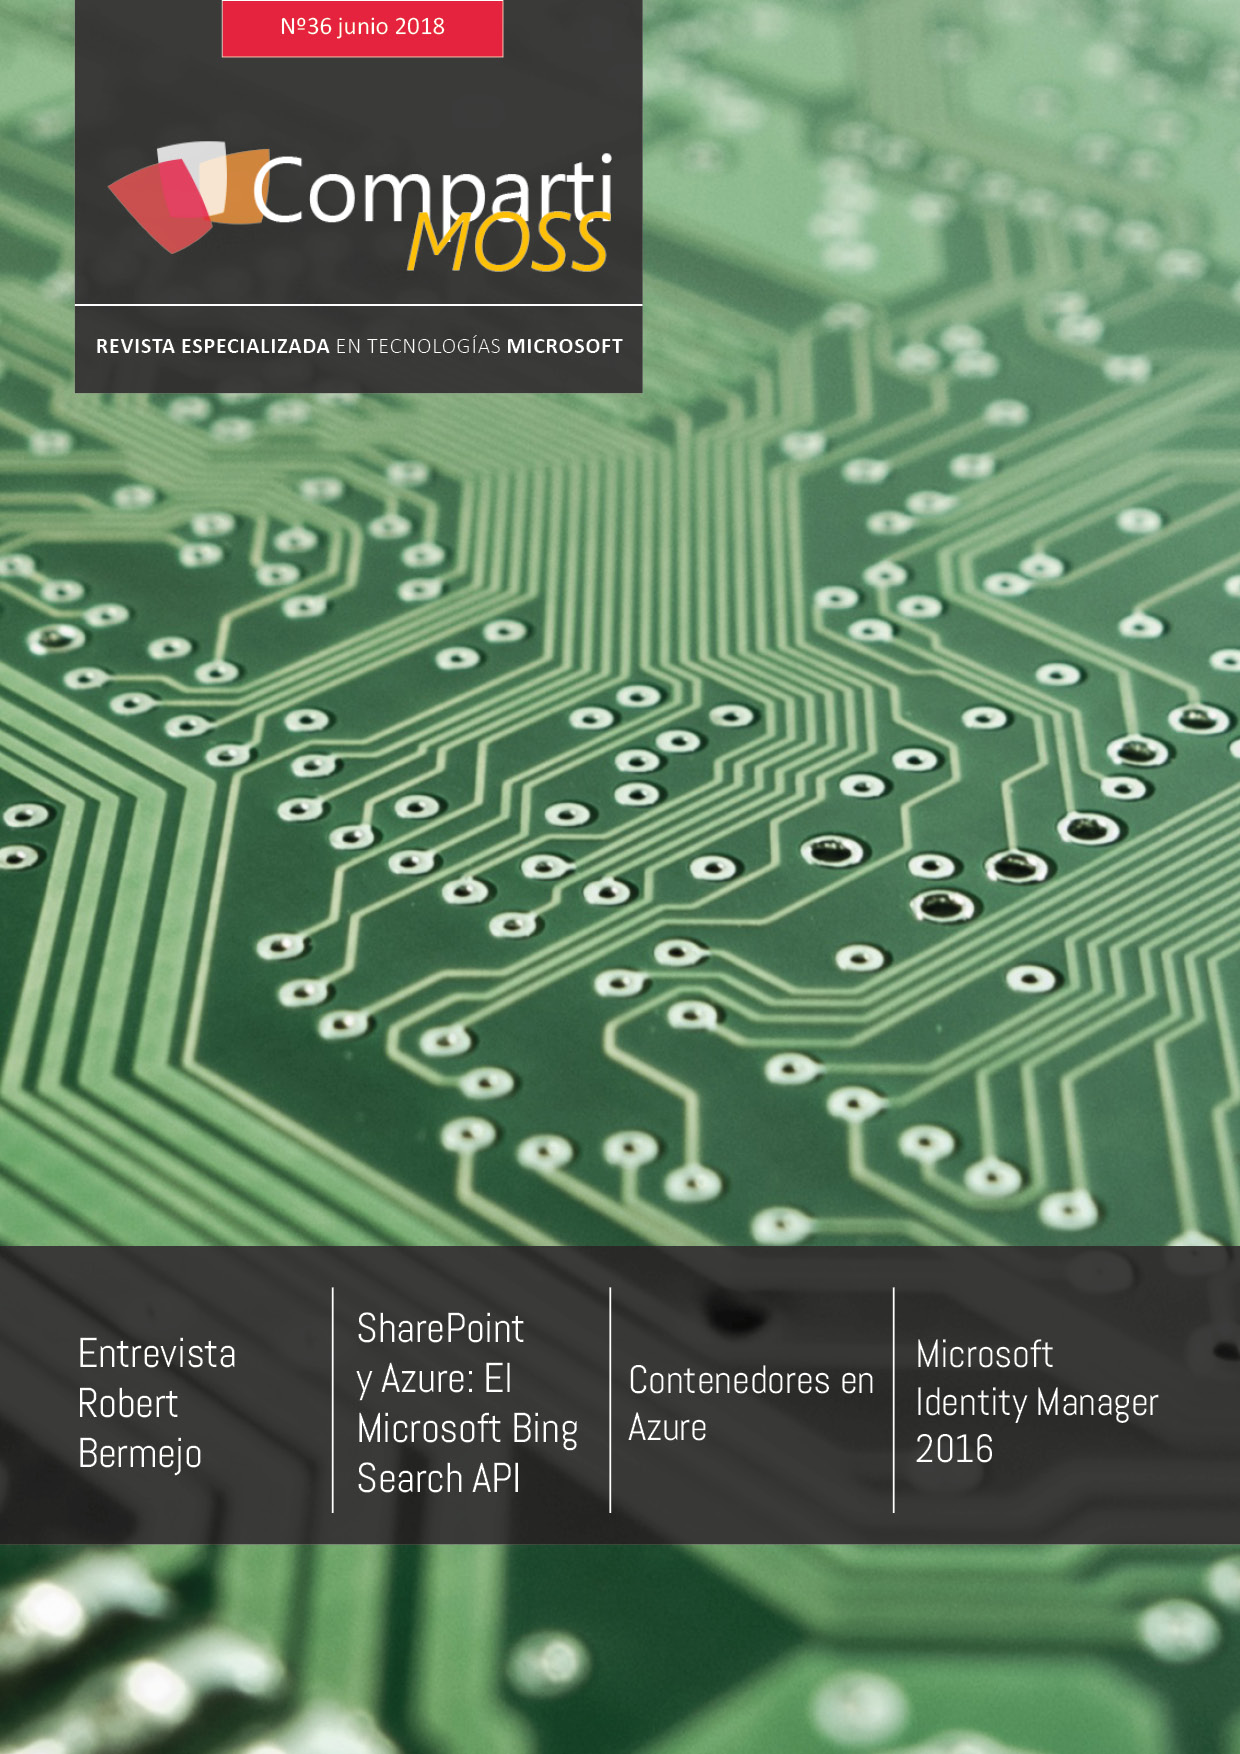 Nº36 junio 2018
Comparti
MOSS
REVISTA ESPECIALIZADA EN TECNOLOGÍAS MICROSOFT
Entrevista
Robert
Bermejo
SharePoint
y Azure: El
Microsoft Bing
Search API
Contenedores en
Azure
Microsoft
Identity Manager
2016